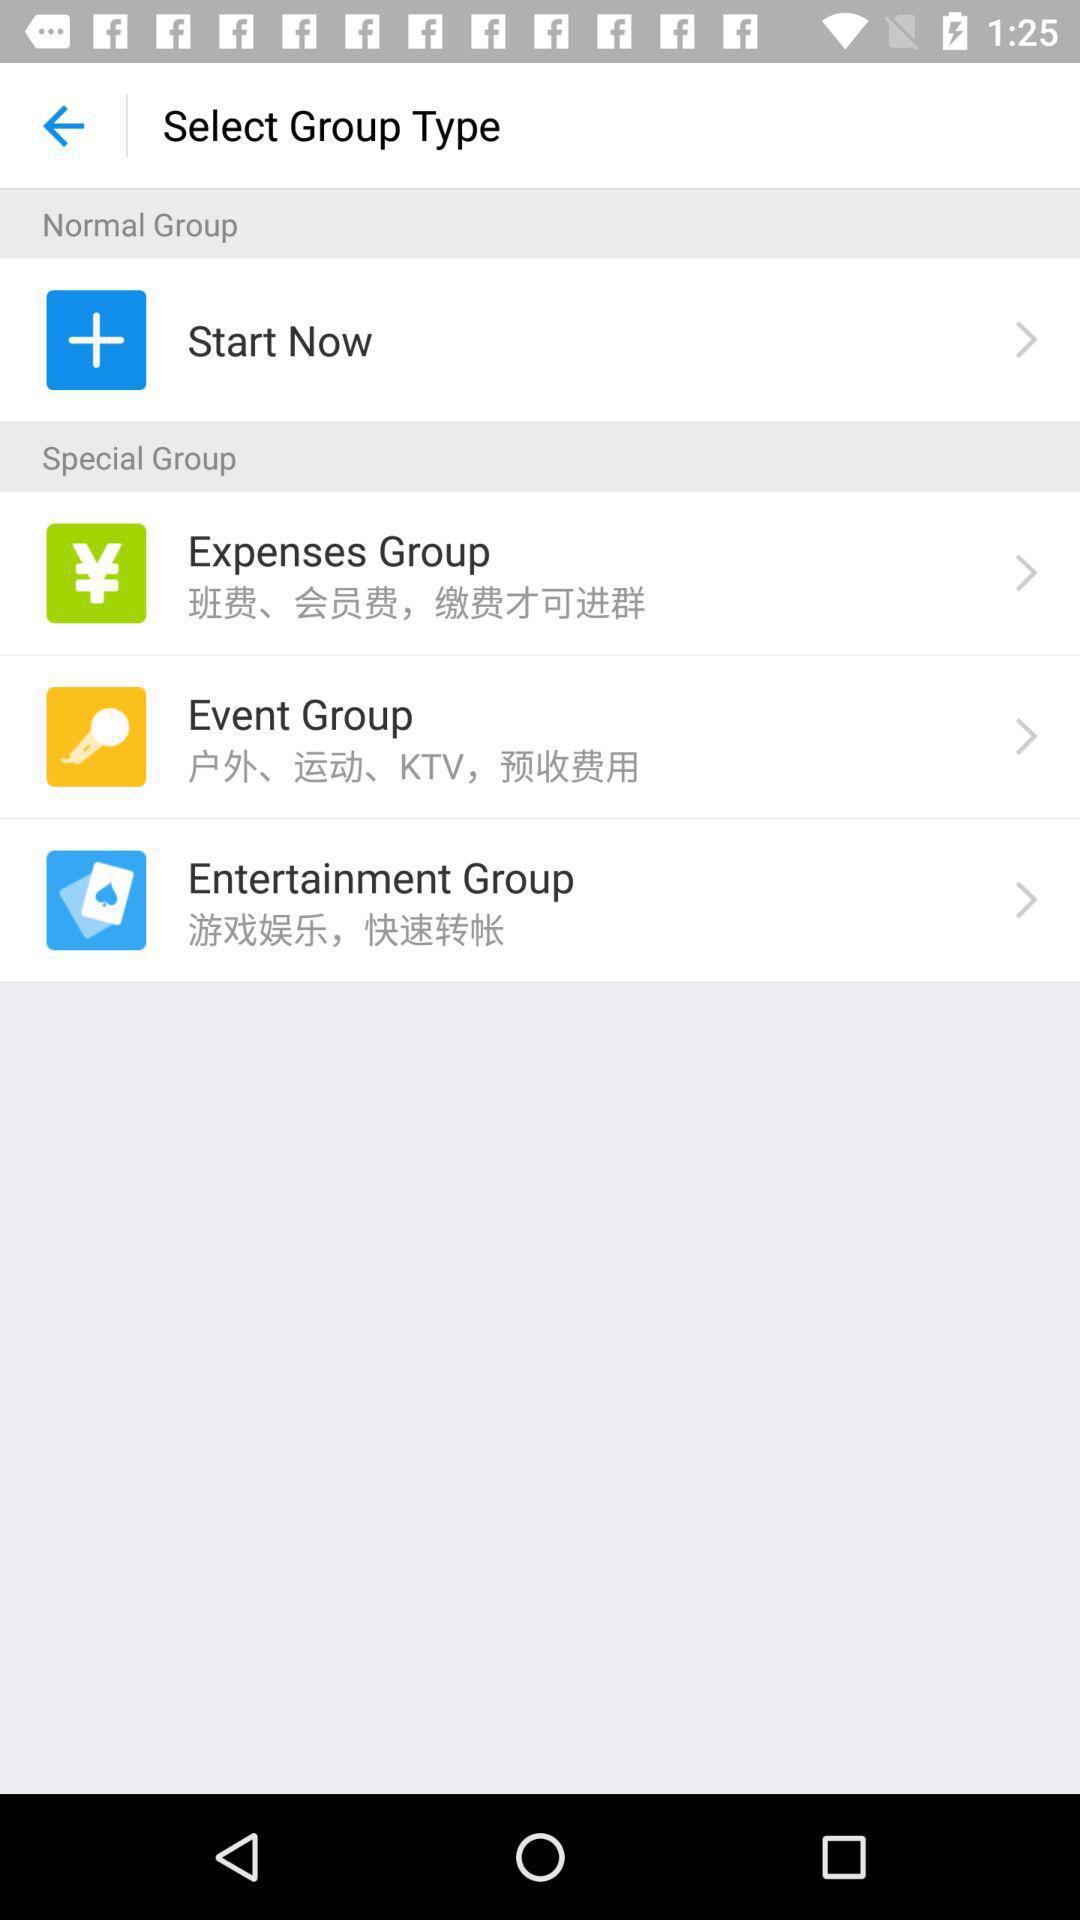 1:25
Select Group Type
Normal Group
Start Now
Special Group
Expenses Group
班费、会员费，缴费才可进群
Event Group
户外、运动、KTV，预收费用
Entertainment Group
游戏娱乐，快速转帐